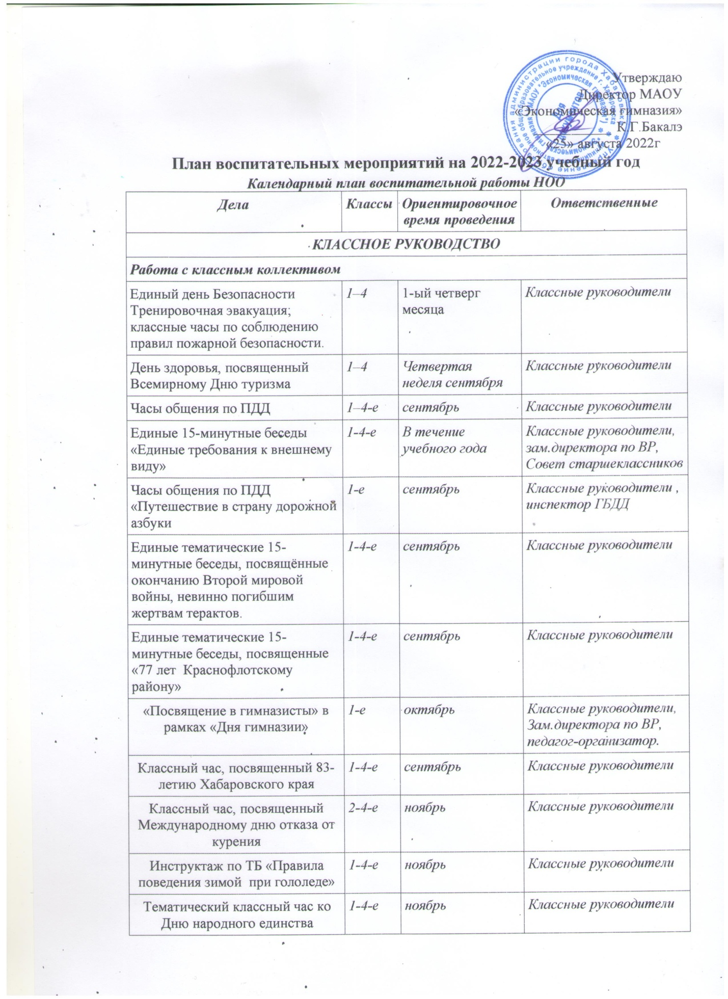 Утверждаю
Директор МАОУ
«Экономическая гимназия»
К.Г.Бакалэ
«25» августа 2022г
План воспитательных мероприятий на 2022-2023 учебный год
Календарный план воспитательной работы НОО
Дела Классы Ориентировочное Ответственные
время проведения
КЛАССНОЕ РУКОВОДСТВО
Работа с классным коллективом
Единый день Безопасности 1–4 1-ый четверг Классные руководители
Тренировочная эвакуация; месяца
классные часы по соблюдению
правил пожарной безопасности.
День здоровья, посвященный 1–4 Четвертая Классные руководители
Всемирному Дню туризма неделя сентября
Часы общения по ПДД 1–4-е сентябрь Классные руководители
Единые 15-минутные беседы 1-4-е В течение Классные руководители,
«Единые требования к внешнему учебного года зам.директора по ВР,
виду» Совет старшеклассников
Часы общения по ПДД 1-е сентябрь Классные руководители ,
«Путешествие в страну дорожной инспектор ГБДД
азбуки
Единые тематические 15- 1-4-е сентябрь Классные руководители
минутные беседы, посвящённые
окончанию Второй мировой
войны, невинно погибшим
жертвам терактов.
Единые тематические 15- 1-4-е сентябрь Классные руководители
минутные беседы, посвященные
«77 лет Краснофлотскому
району»
«Посвящение в гимназисты» в 1-е октябрь Классные руководители,
рамках «Дня гимназии» Зам.директора по ВР,
педагог-организатор.
Классный час, посвященный 83- 1-4-е сентябрь Классные руководители
летию Хабаровского края
Классный час, посвященный 2-4-е ноябрь Классные руководители
Международному дню отказа от
курения
Инструктаж по ТБ «Правила 1-4-е ноябрь Классные руководители
поведения зимой при гололеде»
Тематический классный час ко 1-4-е ноябрь Классные руководители
Дню народного единства